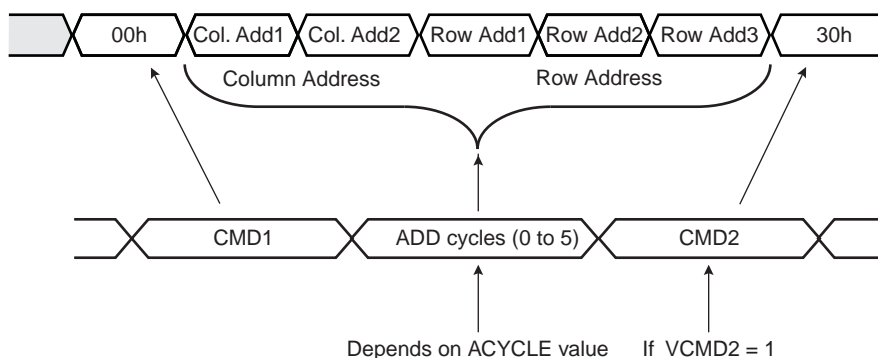 00h Col. Add1 Col. Add2 Row Add1 Row Add2 Row Add3 30h
Column Address Row Address
CMD1 ADD cycles (0 to 5) CMD2
Depends on ACYCLE value If VCMD2 = 1